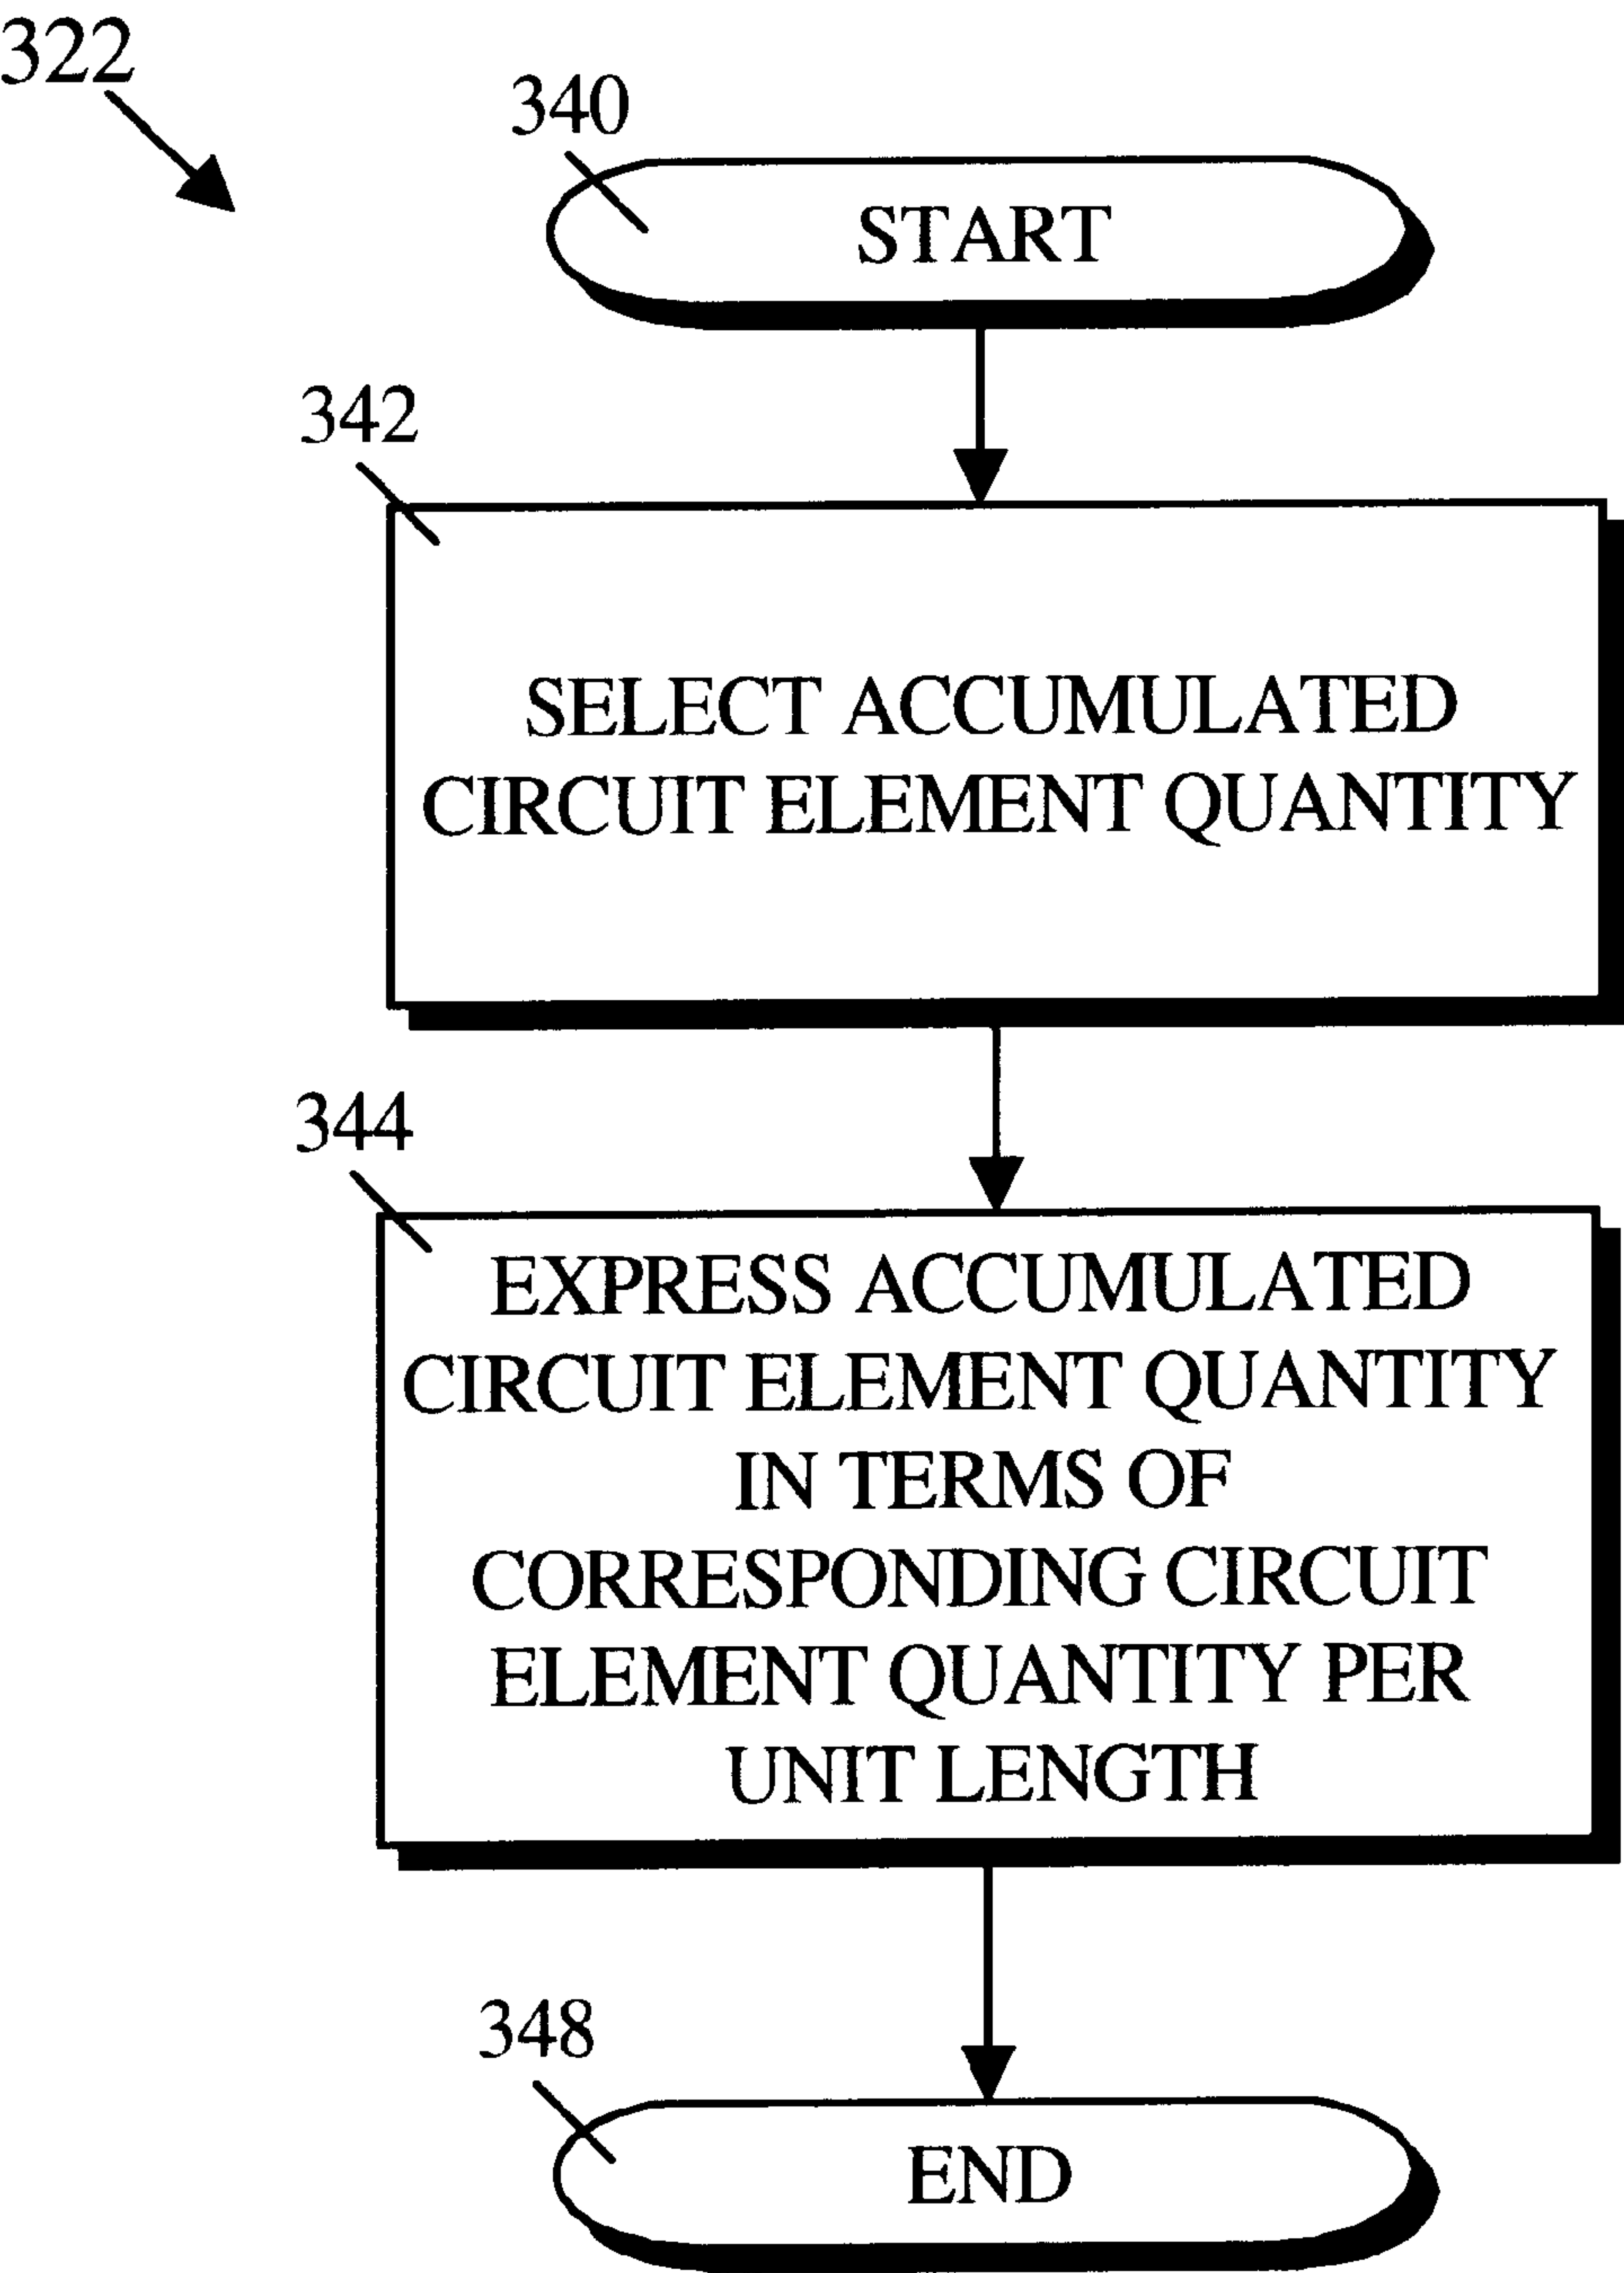 322
340
START
342
SELECT ACCUMULATED
CIRCUIT ELEMENT QUANTITY
344
EXPRESS ACCUMULATED
CIRCUIT ELEMENT QUANTITY
IN TERMS OF
CORRESPONDING CIRCUIT
ELEMENT QUANTITY PER
UNIT LENGTH
348
END